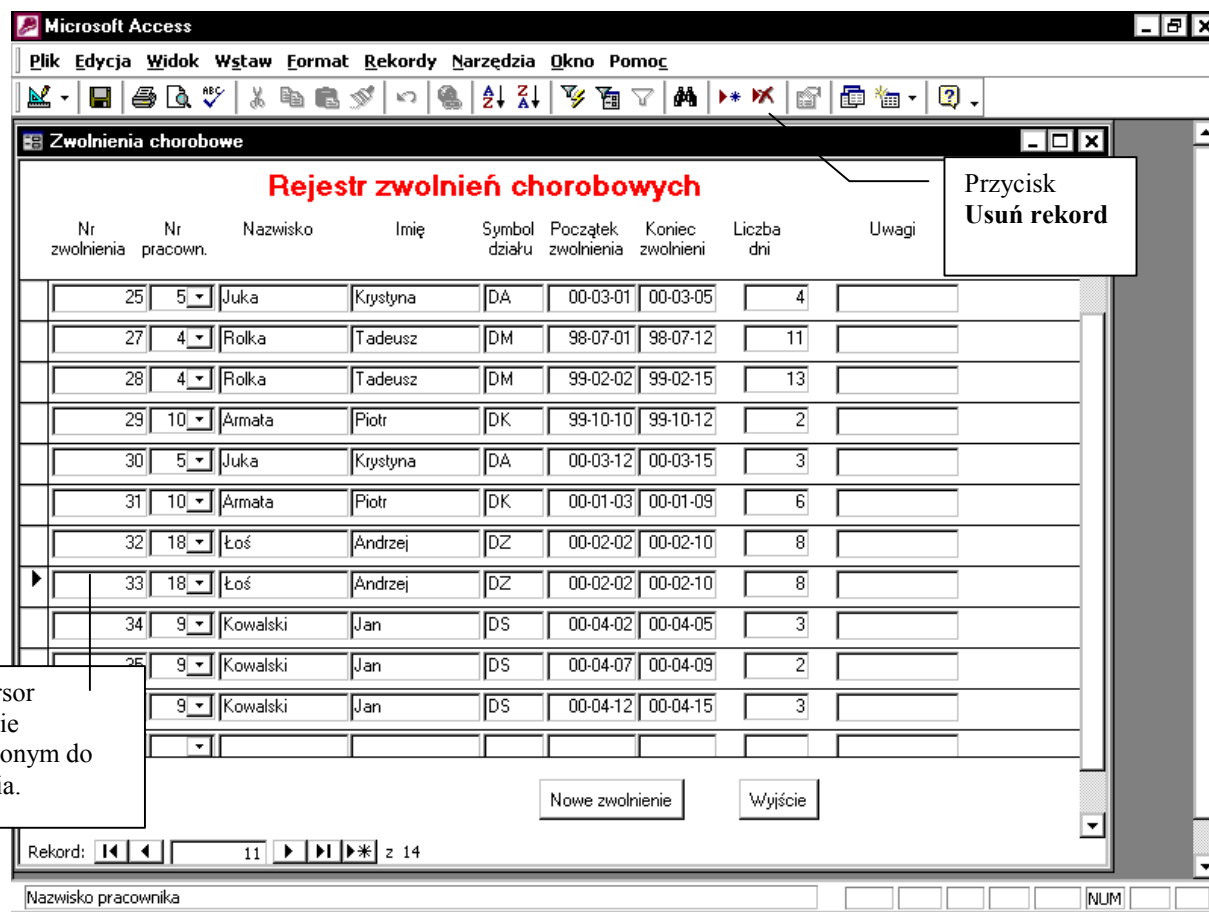 Microsoft Access
Plik Edycja Widok Wstaw Format Rekordy Narzędzia Okno Pomoc
Zwolnienia chorobowe
Rejestr zwolnień chorobowych
Przycisk
Usuń rekord
Nr zwolnienia Nr pracown. Nazwisko Imię Symbol działu Początek zwolnienia Koniec zwolnieni Liczba dni Uwagi
25 5 Juka Krystyna DA 00-03-01 00-03-05 4
27 4 Rolka Tadeusz DM 98-07-01 98-07-12 11
28 4 Rolka Tadeusz DM 99-02-02 99-02-15 13
29 10 Armata Piotr DK 99-10-10 99-10-12 2
30 5 Juka Krystyna DA 00-03-12 00-03-15 3
31 10 Armata Piotr DK 00-01-03 00-01-09 6
32 18 Łoś Andrzej DZ 00-02-02 00-02-10 8
33 18 Łoś Andrzej DZ 00-02-02 00-02-10 8
34 9 Kowalski Jan DS 00-04-02 00-04-05 3
35 9 Kowalski Jan DS 00-04-07 00-04-09 2
9 Kowalski Jan DS 00-04-12 00-04-15 3
rsor
ie
onym do
ia.
Nowe zwolnienie Wyjście
Rekord: 11 z 14
Nazwisko pracownika NUM